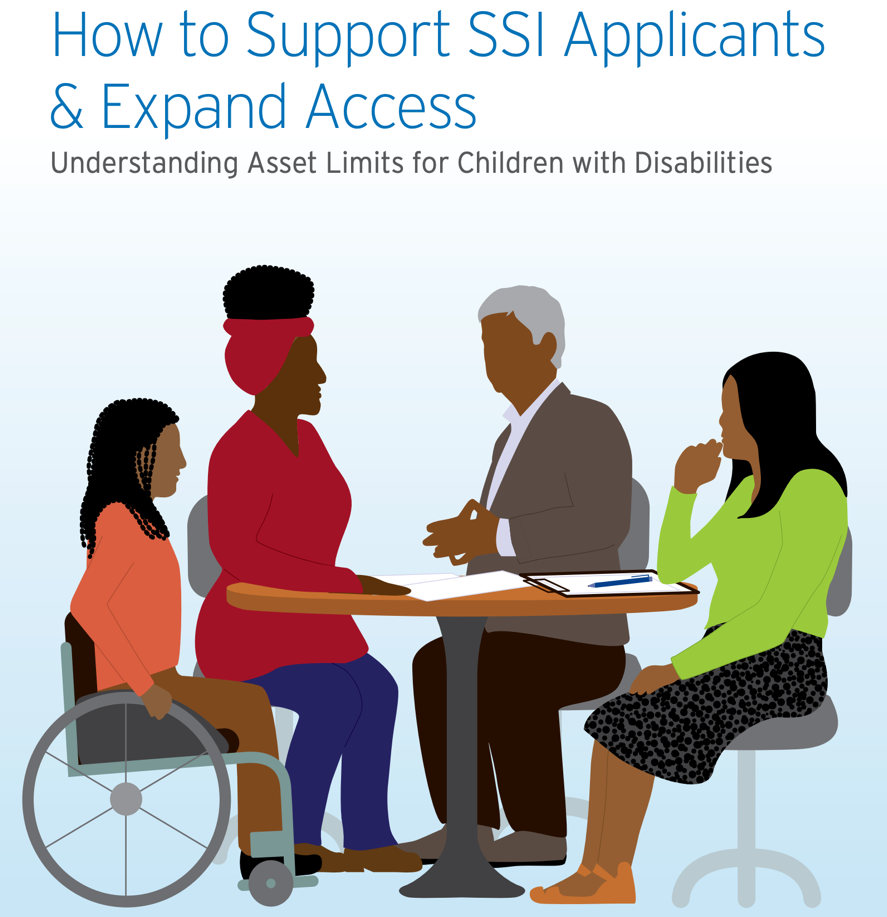 How to Support SSI Applicants
& Expand Access
Understanding Asset Limits for Children with Disabilities